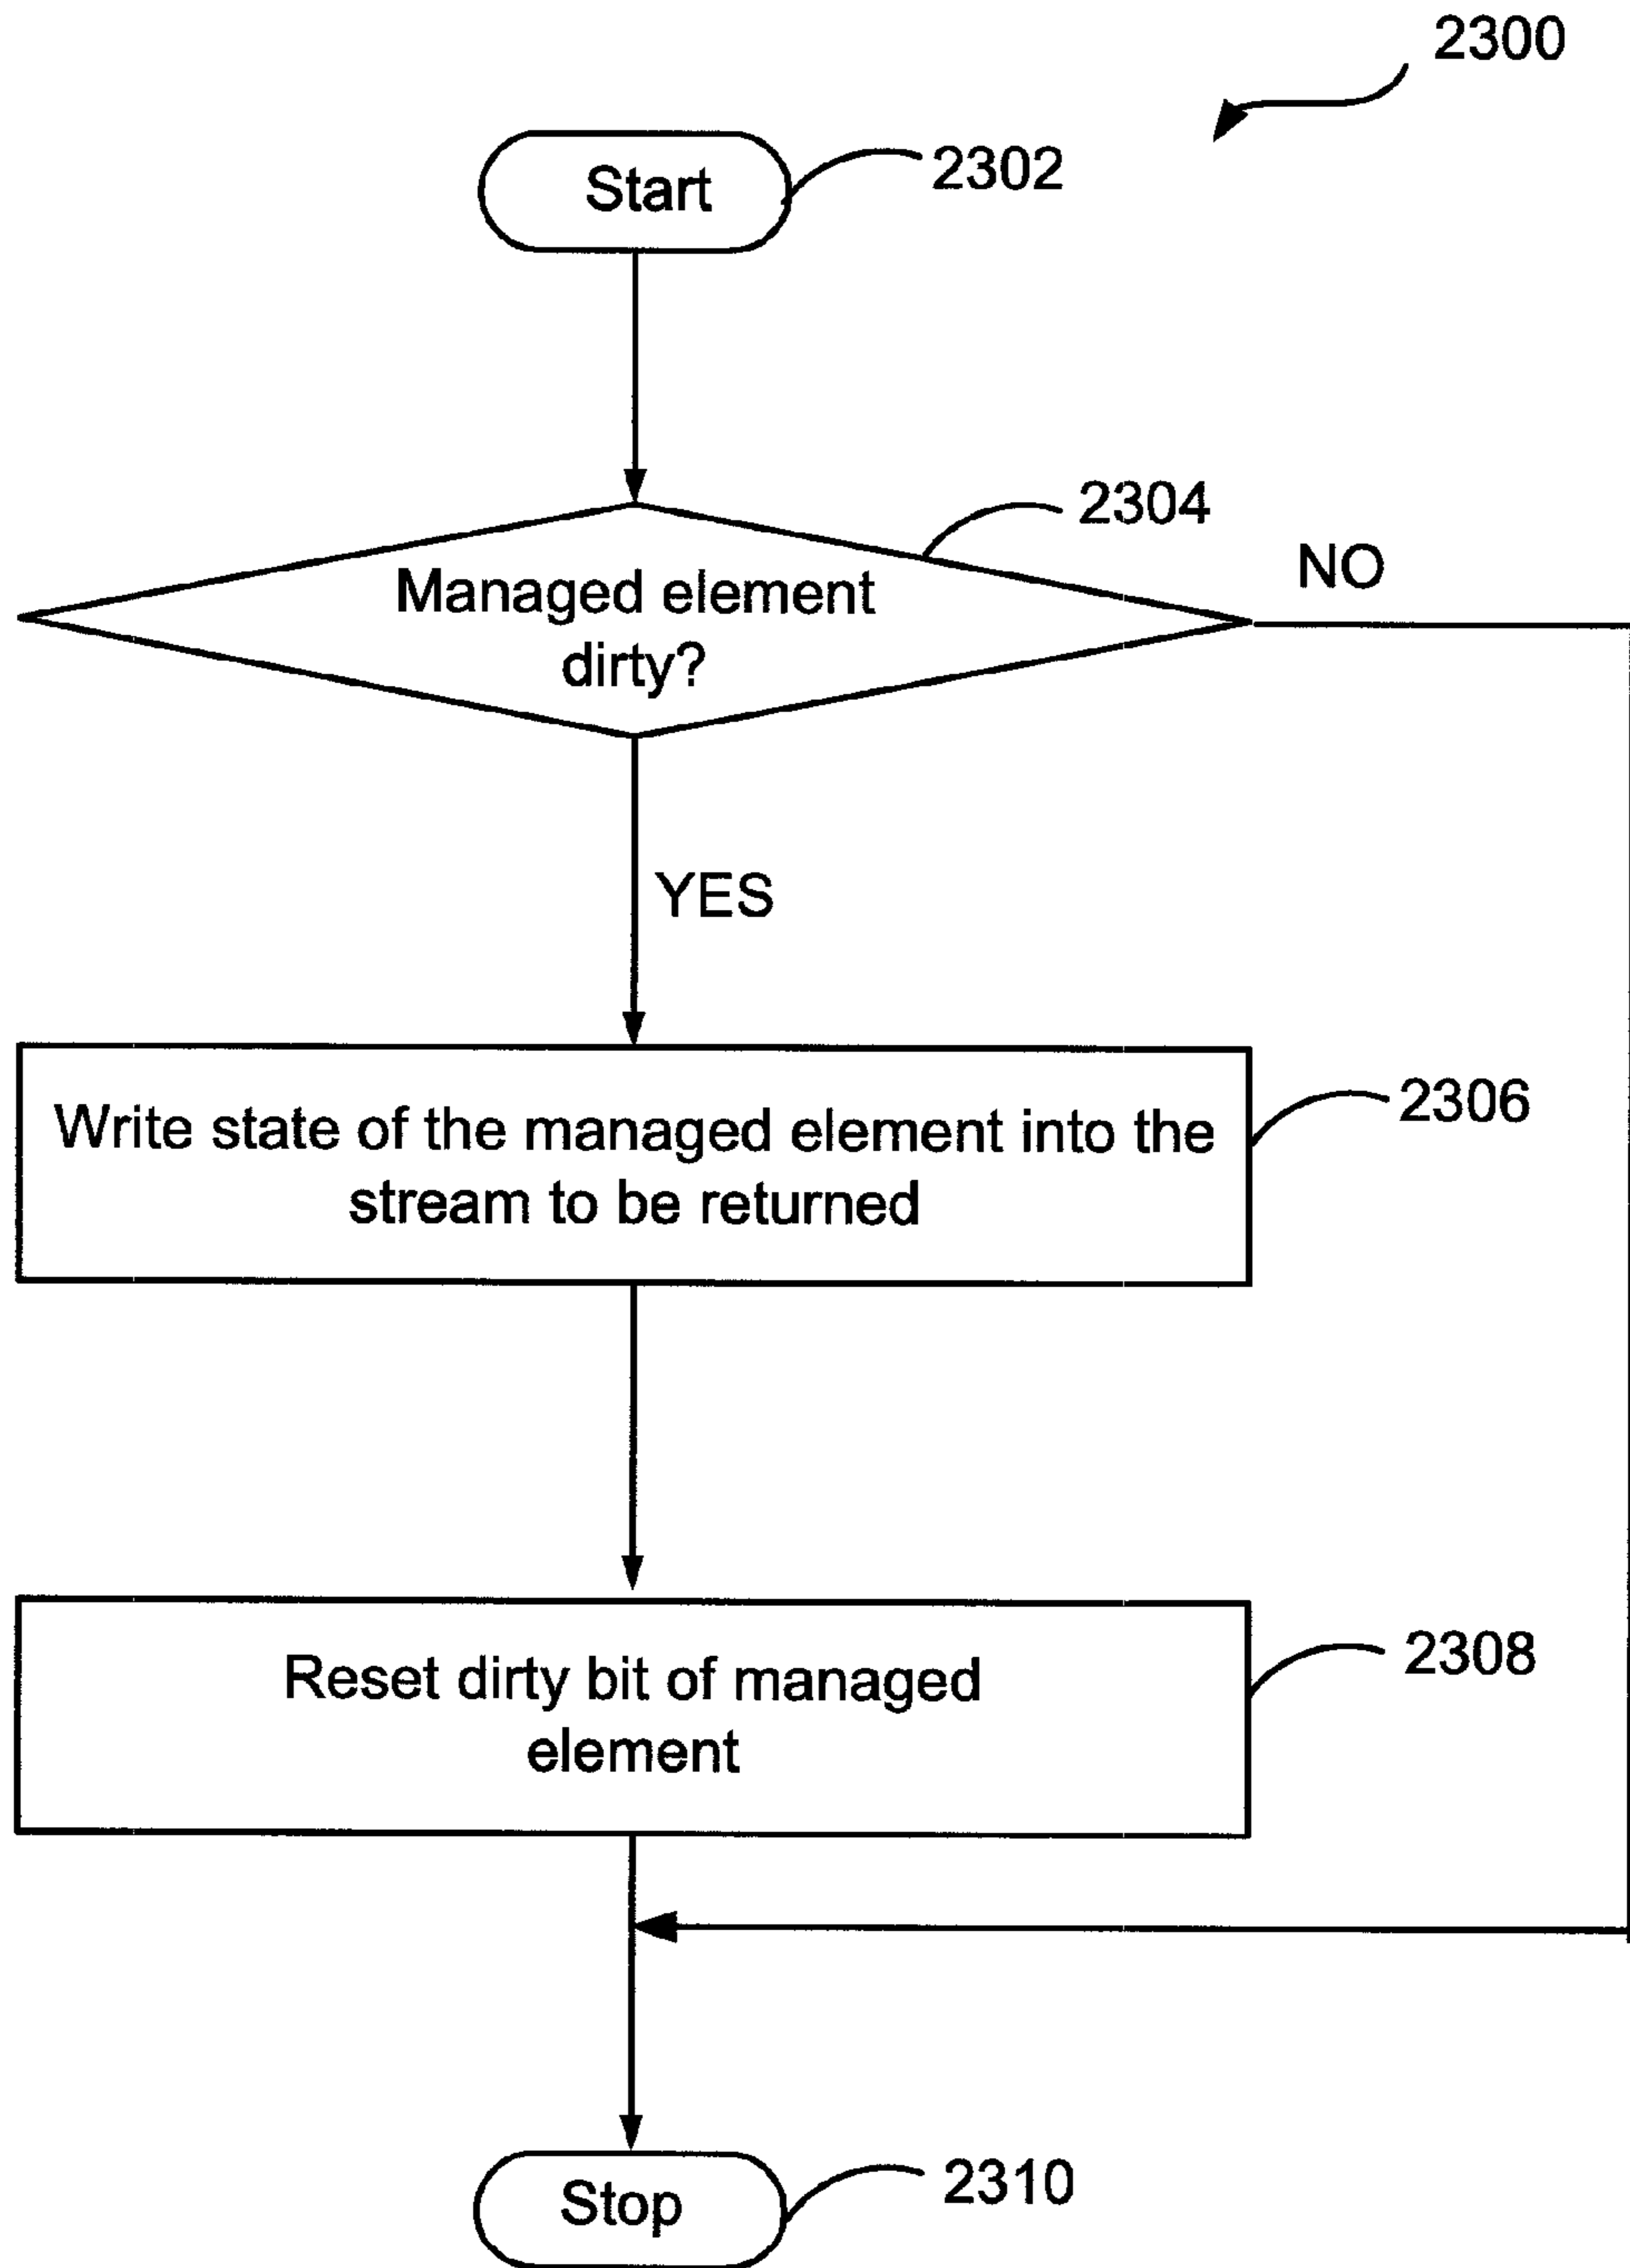 2300
Start
2302
2304
NO
Managed element
dirty?
YES
Write state of the managed element into the
stream to be returned
2306
Reset dirty bit of managed
element
2308
Stop
2310